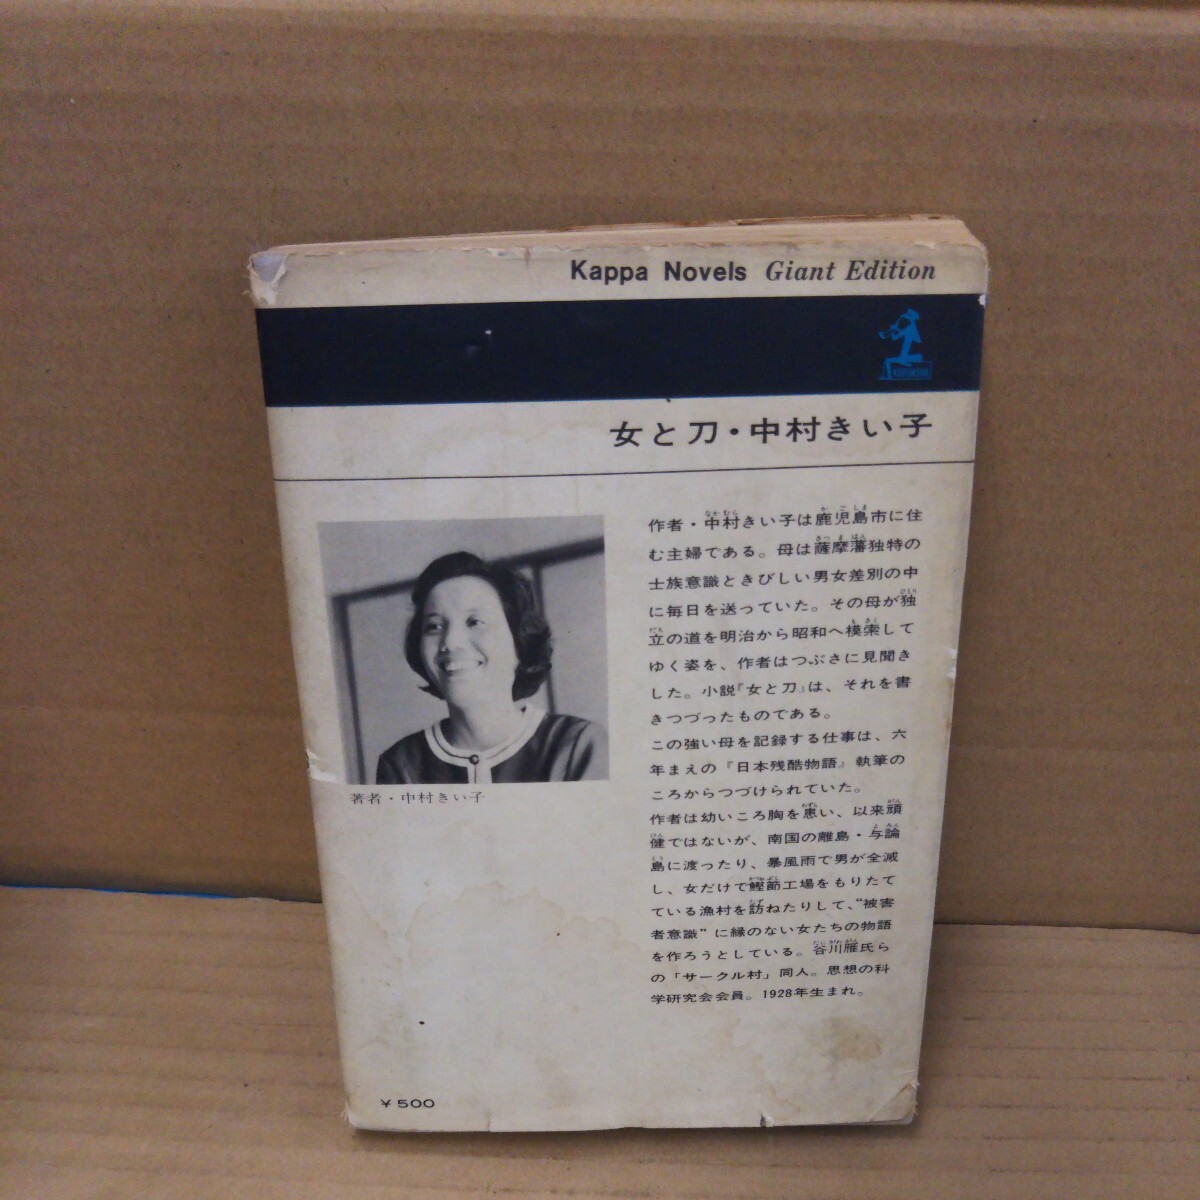 Kappa Novels Giant Edition
KOBUNSHA
女と刀・中村きい子
作者・中村きい子は鹿児島市に住
む主婦である。母は薩摩藩独特の
士族意識ときびしい男女差別の中
に毎日を送っていた。その母が独
立の道を明治から昭和へ模索して
ゆく姿を、作者はつぶさに見聞き
した。小説『女と刀』は、それを書
きつづったものである。
この強い母を記録する仕事は、六
年まえの『日本残酷物語』執筆の
ころからつづけられていた。
作者は幼いころ胸を患い、以来頑
健ではないが、南国の離島・与論
島に渡ったり、暴風雨で男が全滅
し、女だけで鰹節工場をもりたて
ている漁村を訪ねたりして、“被害
者意識”に縁のない女たちの物語
を作ろうとしている。谷川雁氏ら
の「サークル村」同人。思想の科
学研究会会員。1928年生まれ。
著者・中村きい子
￥500